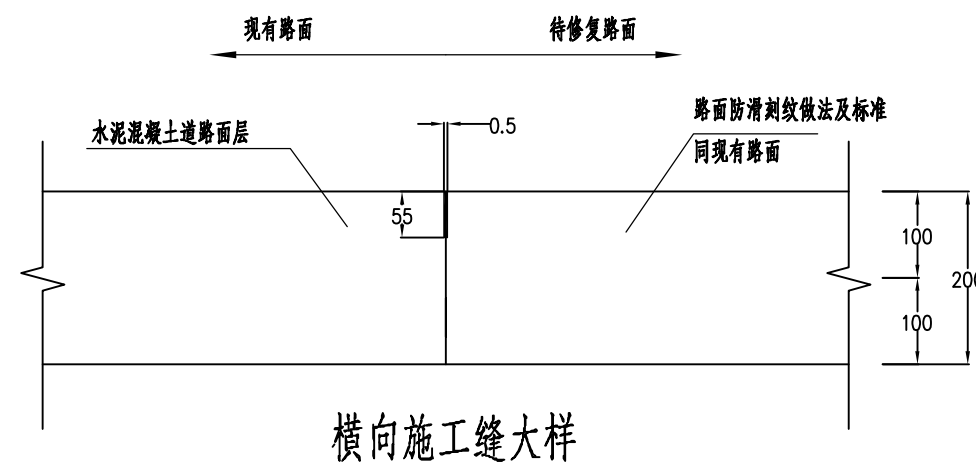 现有路面
待修复路面
水泥混凝土道路面层
0.5
路面防滑刻纹做法及标准
同现有路面
55
100
200
100
横向施工缝大样